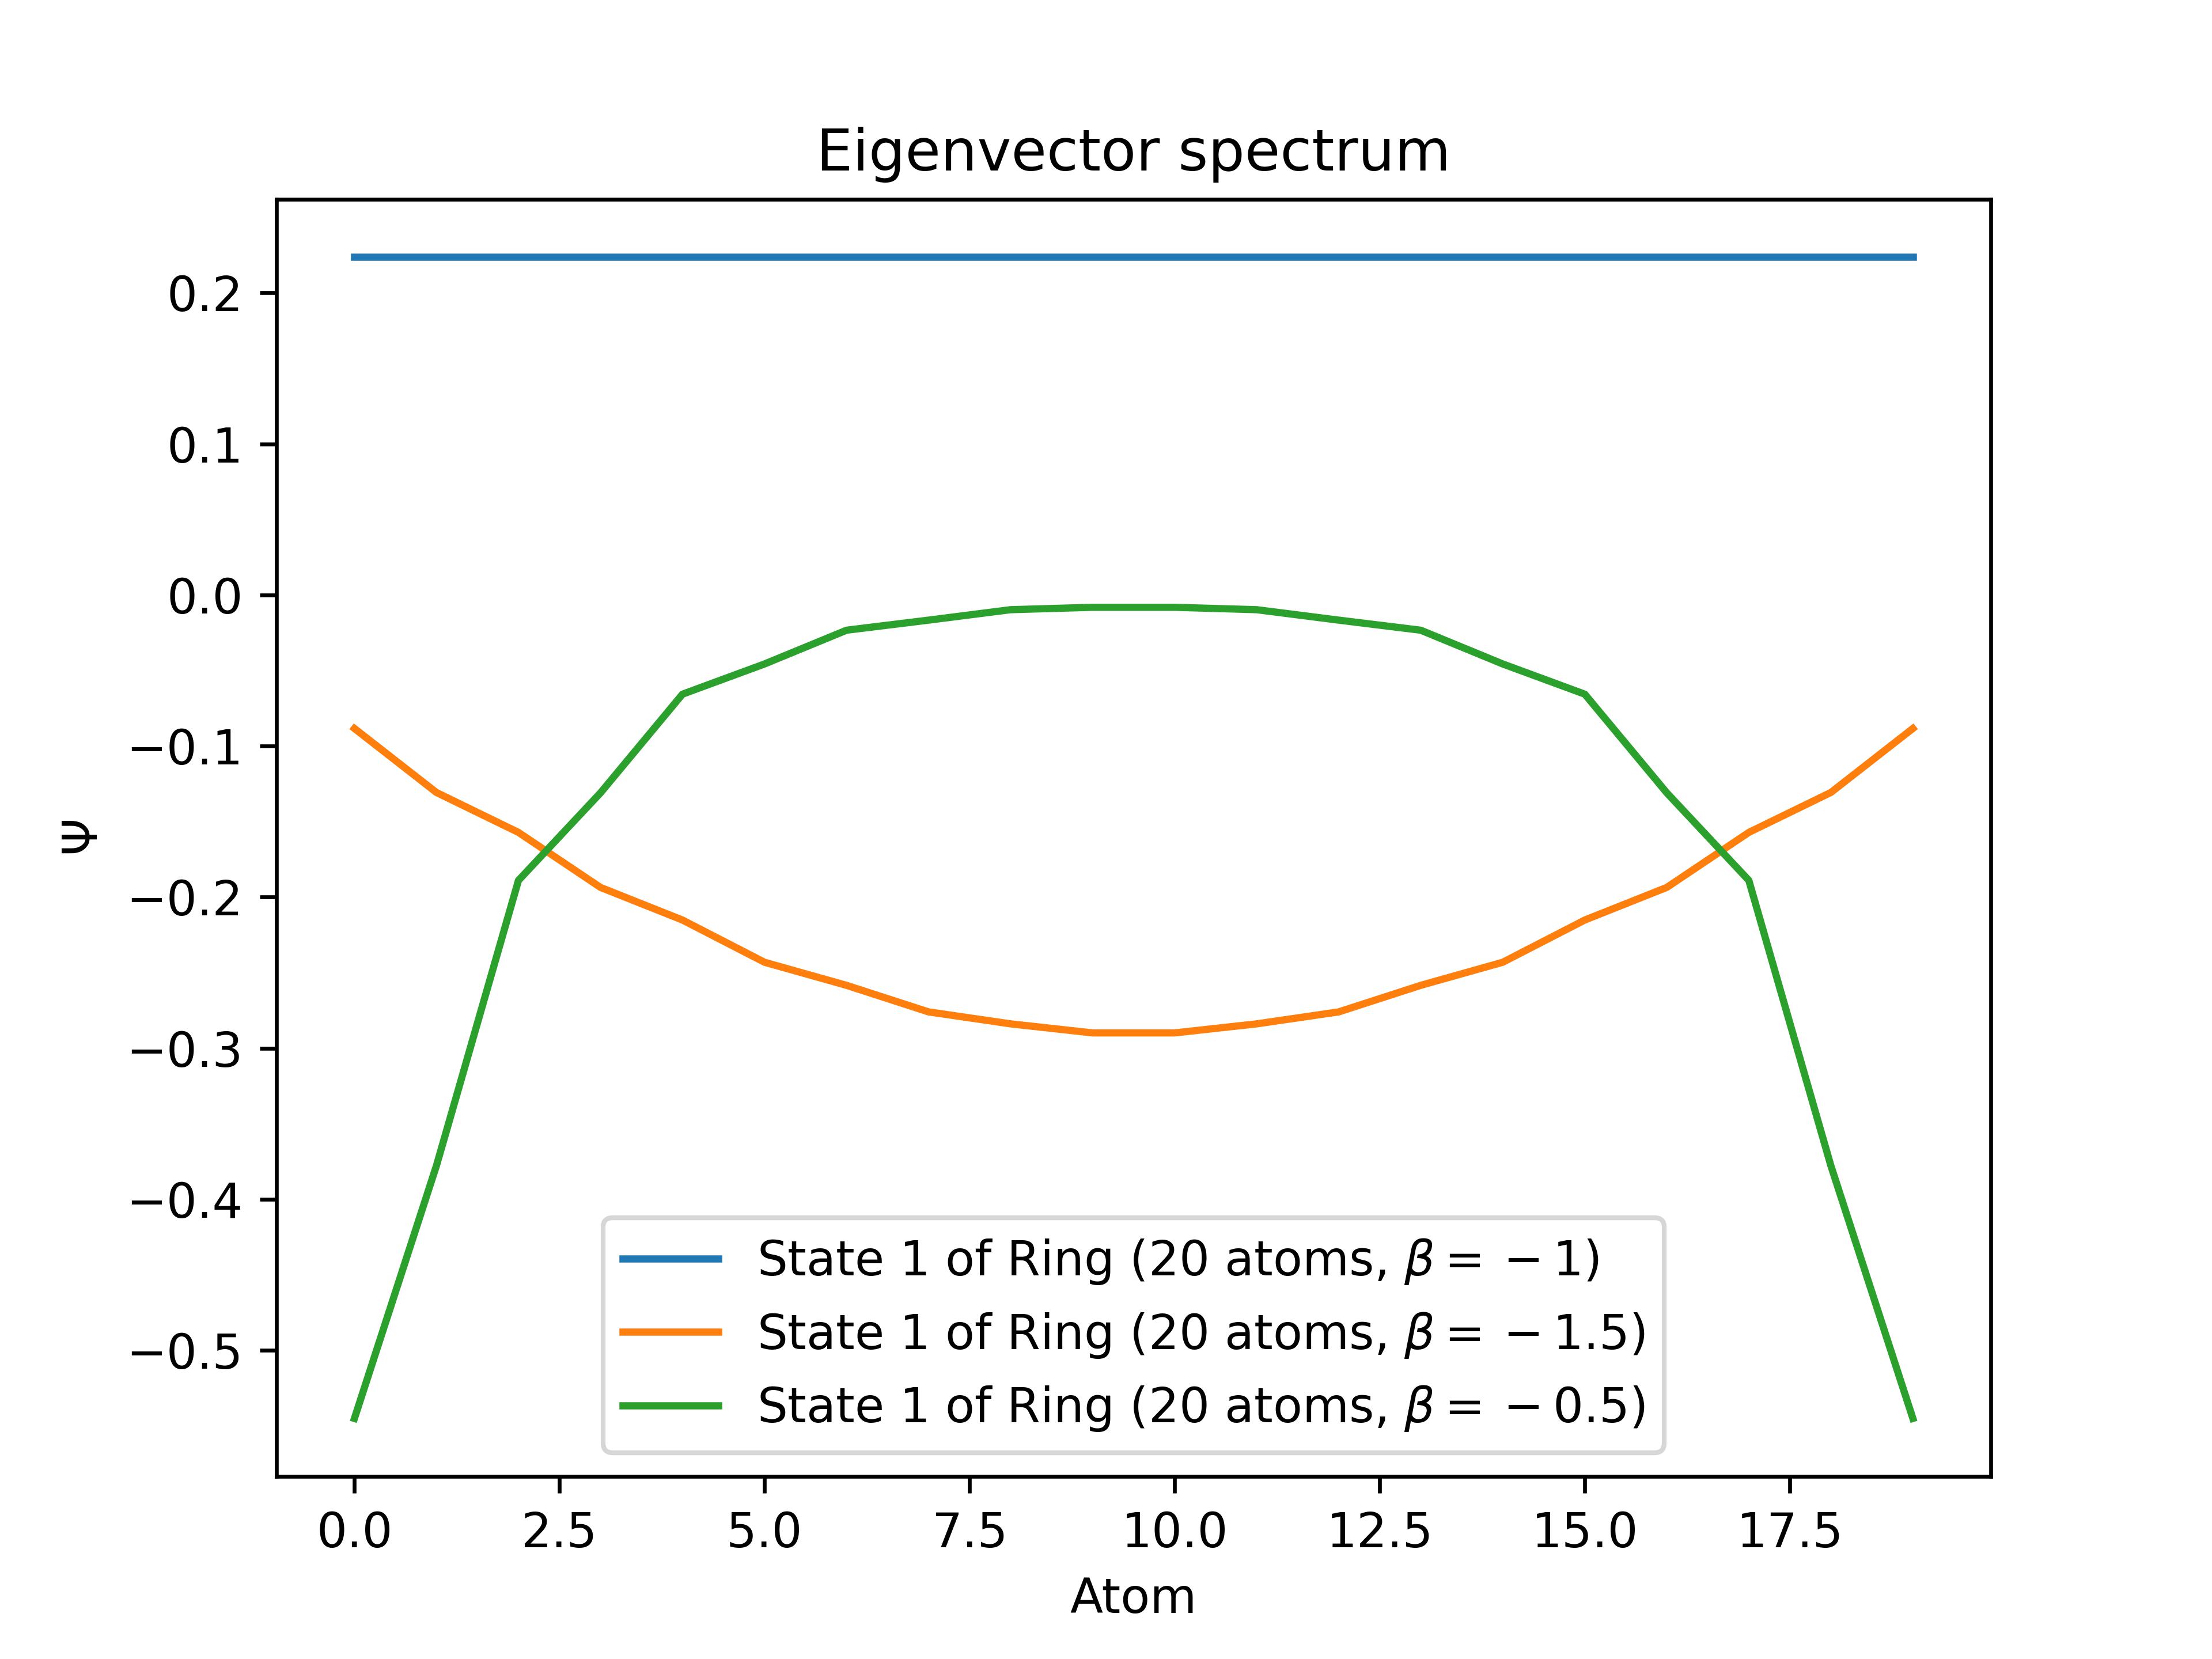 Eigenvector spectrum
0.2
0.1
0.0
−0.1
−0.2
−0.3
−0.4
−0.5
Ψ
State 1 of Ring (20 atoms, β = − 1)
State 1 of Ring (20 atoms, β = − 1.5)
State 1 of Ring (20 atoms, β = − 0.5)
0.0 2.5 5.0 7.5 10.0 12.5 15.0 17.5
Atom